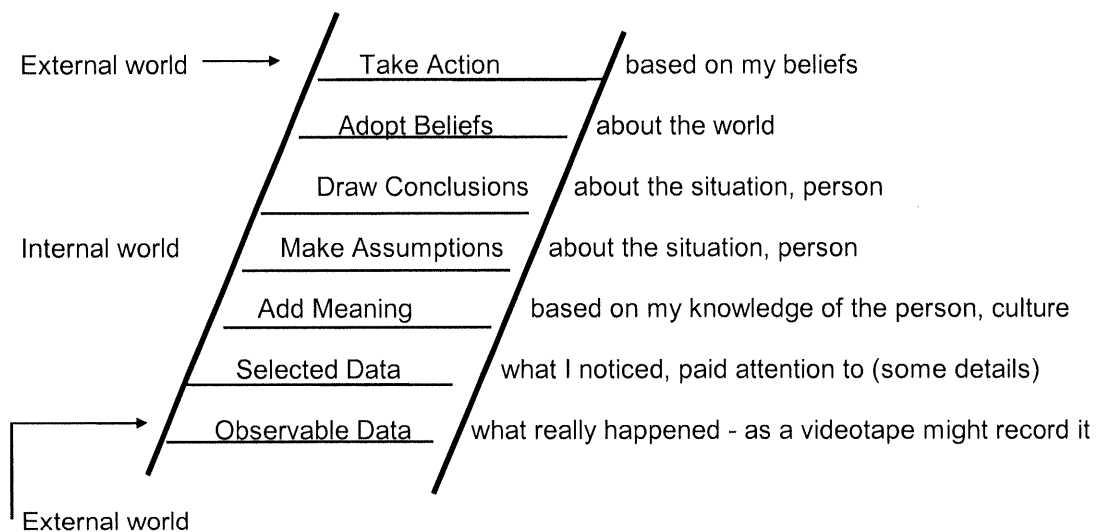 External world Take Action based on my beliefs
Adopt Beliefs about the world
Draw Conclusions about the situation, person
Internal world Make Assumptions about the situation, person
Add Meaning based on my knowledge of the person, culture
Selected Data what I noticed, paid attention to (some details)
Observable Data what really happened - as a videotape might record it
External world